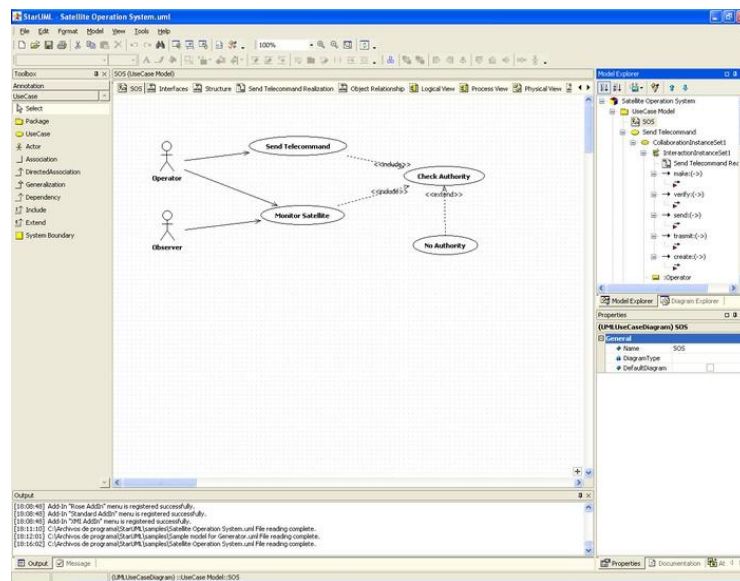 StarUML - Satellite Operation System.uml
File Edit Format Model View Tools Help
100%
Toolbox
SOS (UseCase Model)
Model Explorer
Annotation
UseCase
SOS Interfaces Structure Send Telecommand Realization Object Relationship Logical View Process View Physical View
Select
Package
UseCase
Actor
Association
DirectedAssociation
Generalization
Dependency
Include
Extend
System Boundary
Send Telecommand
Operator
<<include>>
Check Authority
<<include>>
<<extend>>
Monitor Satellite
Observer
No Authority
Satellite Operation System
UseCase Model
SOS
Send Telecommand
CollaborationInstanceSet1
InteractionInstanceSet1
Send Telecommand Rea
make:(->)
verify:(->)
send:(->)
trasmit:(->)
create:(->)
:Operator
Model Explorer Diagram Explorer
Properties
(UMLUseCaseDiagram) SOS
General
Name SOS
DiagramType
DefaultDiagram
Output
[18:08:48] Add-In "Rose AddIn" menu is registered successfully.
[18:08:48] Add-In "Standard AddIn" menu is registered successfully.
[18:08:48] Add-In "XMI AddIn" menu is registered successfully.
[18:11:10] C:\Archivos de programa\StarUML\samples\Satellite Operation System.uml File reading complete.
[18:12:01] C:\Archivos de programa\StarUML\samples\Sample model for Generator.uml File reading complete.
[18:16:02] C:\Archivos de programa\StarUML\samples\Satellite Operation System.uml File reading complete.
Output Message
Properties Documentation At
(UMLUseCaseDiagram) ::UseCase Model::SOS